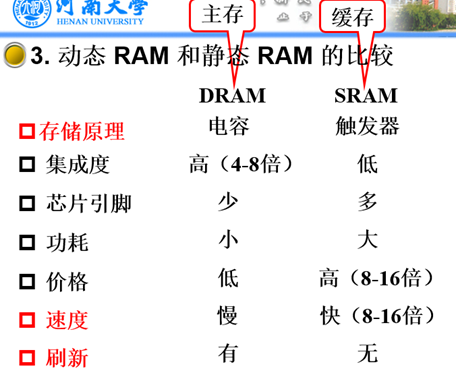 河南大学
HENAN UNIVERSITY
主存
缓存
3. 动态 RAM 和静态 RAM 的比较
DRAM SRAM
存储原理 电容 触发器
集成度 高（4-8倍） 低
芯片引脚 少 多
功耗 小 大
价格 低 高（8-16倍）
速度 慢 快（8-16倍）
刷新 有 无